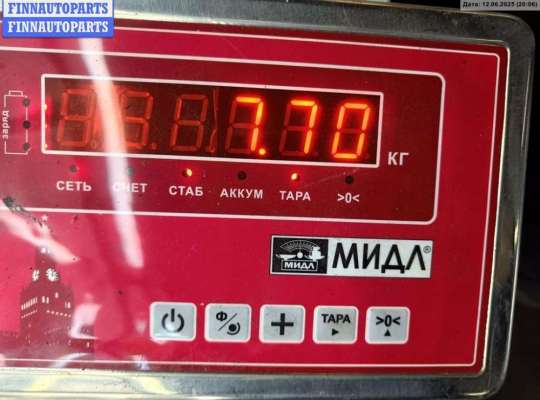 FINNAUTOPARTS
FINNAUTOPARTS
Дата: 12.06.2025 (20:06)
заряд
7.70
КГ
СЕТЬ СЧЕТ СТАБ АККУМ ТАРА >0<
МИДЛ МИДЛ®
Ф/ + ТАРА >0<